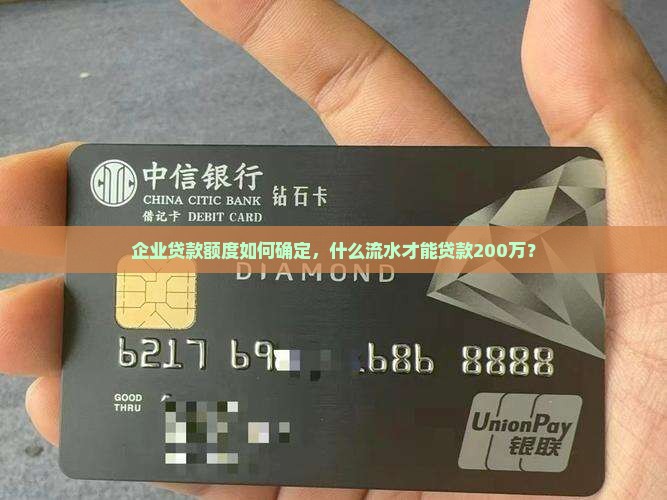 中信银行
CHINA CITIC BANK
钻石卡
借记卡 DEBIT CARD
企业贷款额度如何确定，什么流水才能贷款200万？
DIAMOND
6217 69 686 8888
GOOD
THRU
UnionPay
银联